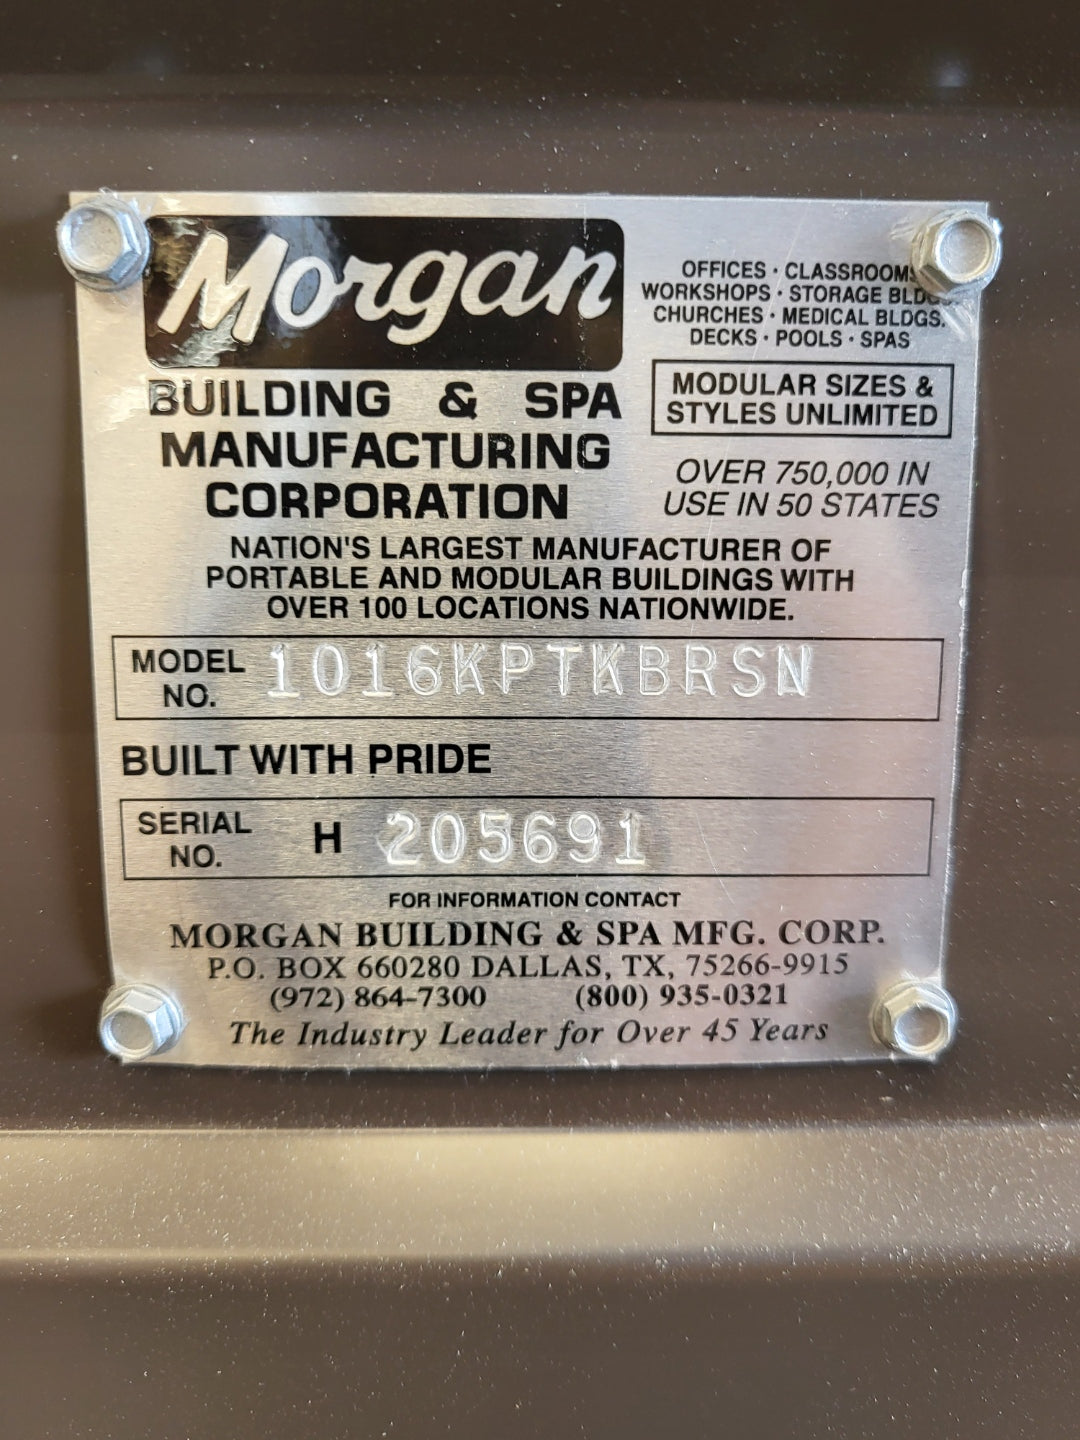 Morgan
BUILDING & SPA
MANUFACTURING
CORPORATION
OFFICES · CLASSROOMS
WORKSHOPS · STORAGE BLDGS.
CHURCHES · MEDICAL BLDGS.
DECKS · POOLS · SPAS
MODULAR SIZES &
STYLES UNLIMITED
OVER 750,000 IN
USE IN 50 STATES
NATION'S LARGEST MANUFACTURER OF
PORTABLE AND MODULAR BUILDINGS WITH
OVER 100 LOCATIONS NATIONWIDE.
MODEL NO. 1016KPTKBRSN
BUILT WITH PRIDE
SERIAL NO. H 205691
FOR INFORMATION CONTACT
MORGAN BUILDING & SPA MFG. CORP.
P.O. BOX 660280 DALLAS, TX, 75266-9915
(972) 864-7300 (800) 935-0321
The Industry Leader for Over 45 Years